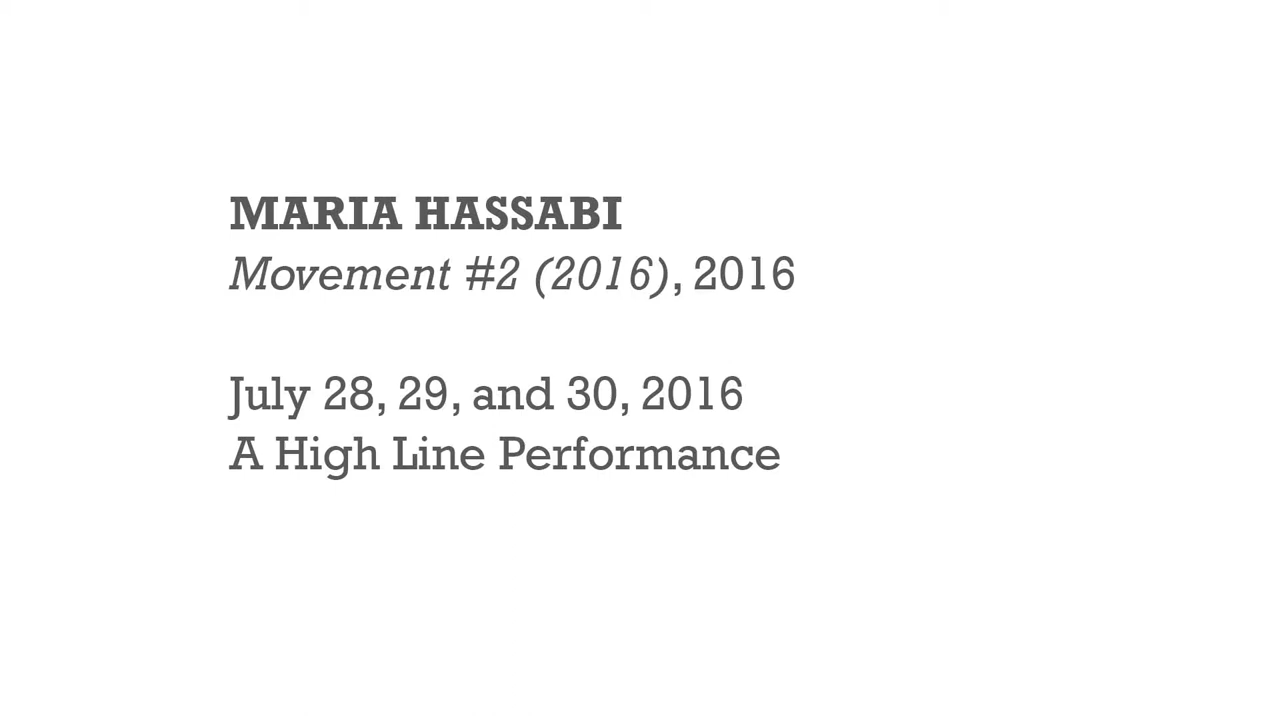 MARIA HASSABI
Movement #2 (2016), 2016
July 28, 29, and 30, 2016
A High Line Performance